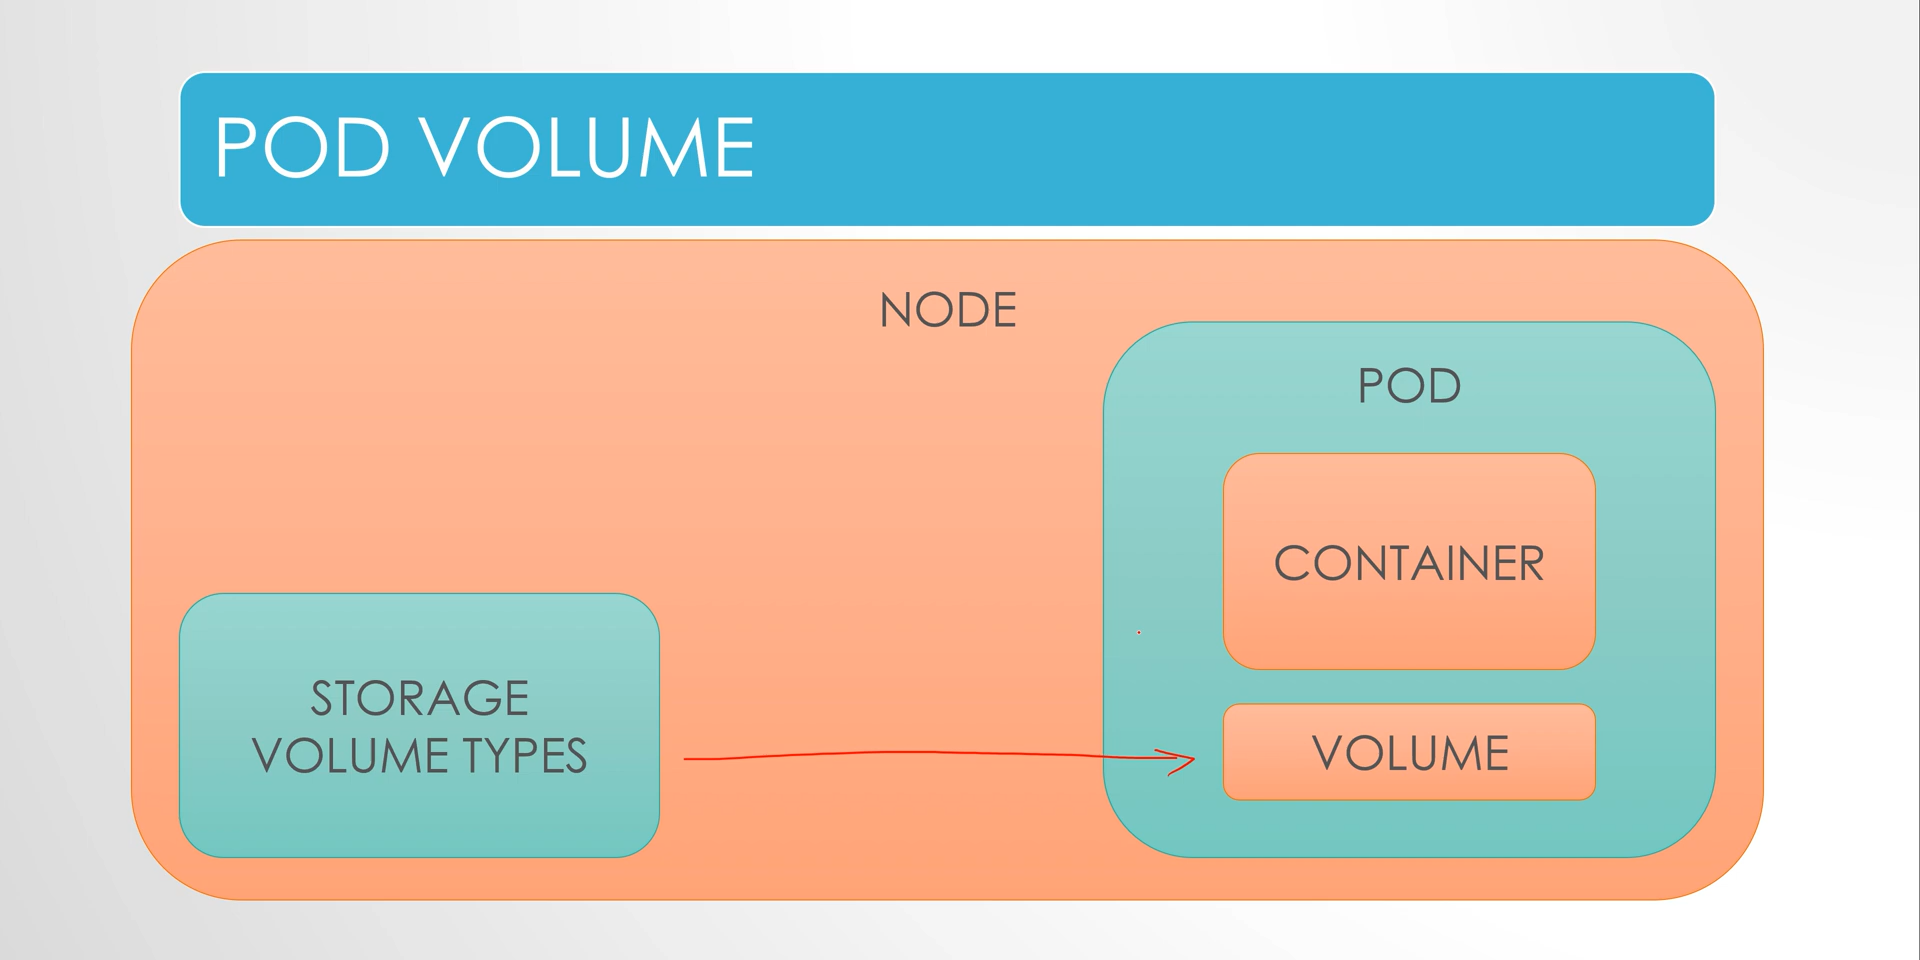 POD VOLUME
NODE
POD
CONTAINER
STORAGE
VOLUME TYPES
VOLUME